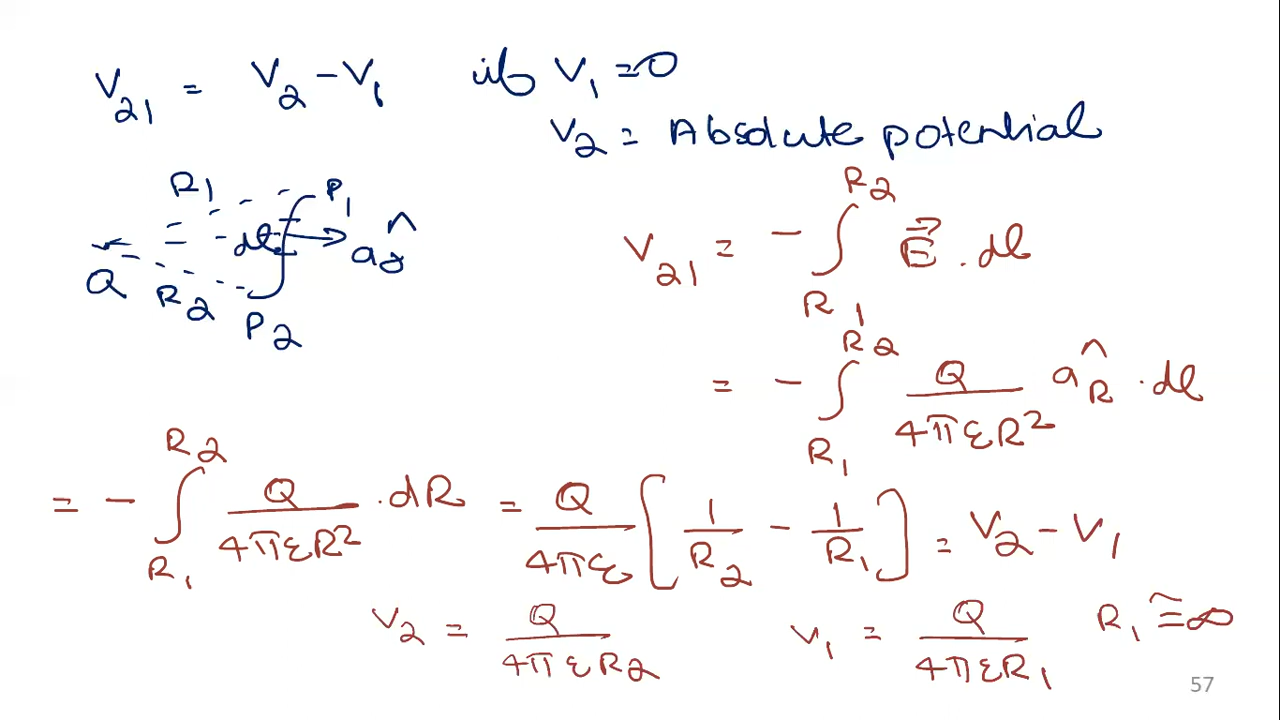 V₂₁ = V₂ - V₁ if V₁ = 0
V₂ = Absolute potential
R₁ P₁
dl a᷊r̂
Q R₂ P₂
V₂₁ = - ∫_{R₁}^{R₂} E⃗ . dl
= - ∫_{R₁}^{R₂} Q / 4πεR² â_R . dl
= - ∫_{R₁}^{R₂} Q / 4πεR² . dR = Q / 4πε [ 1/R₂ - 1/R₁ ] = V₂ - V₁
V₂ = Q / 4πεR₂ V₁ = Q / 4πεR₁ R₁ ≅ ∞
57